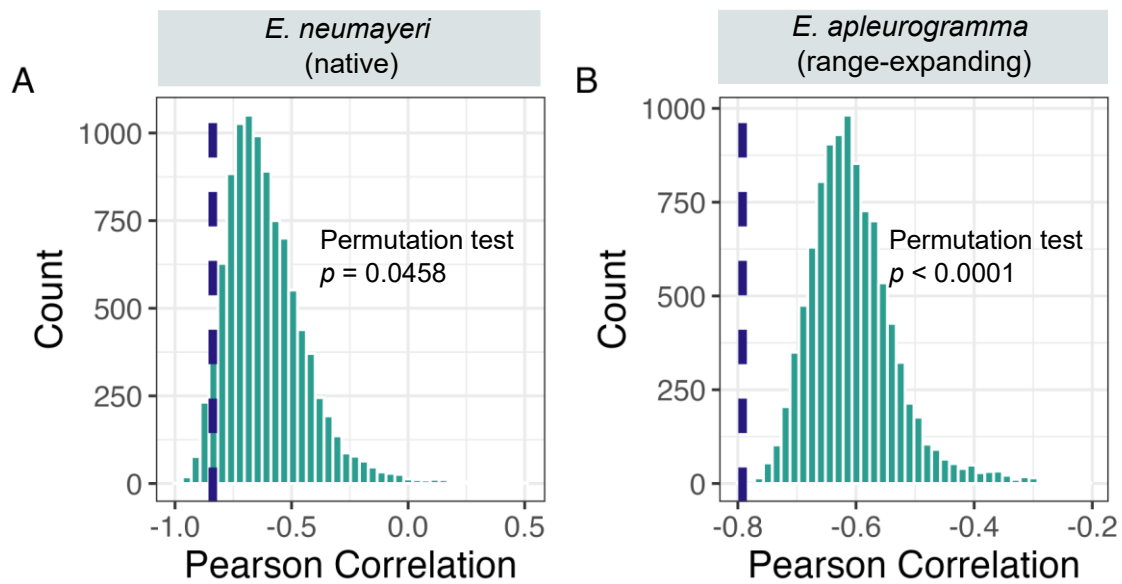 E. neumayeri
(native)
E. apleurogramma
(range-expanding)
A
B
1000
750
500
250
0
Count
-1.0
-0.5
0.0
0.5
Pearson Correlation
Permutation test
p = 0.0458
1000
750
500
250
0
Count
-0.8
-0.6
-0.4
-0.2
Pearson Correlation
Permutation test
p < 0.0001